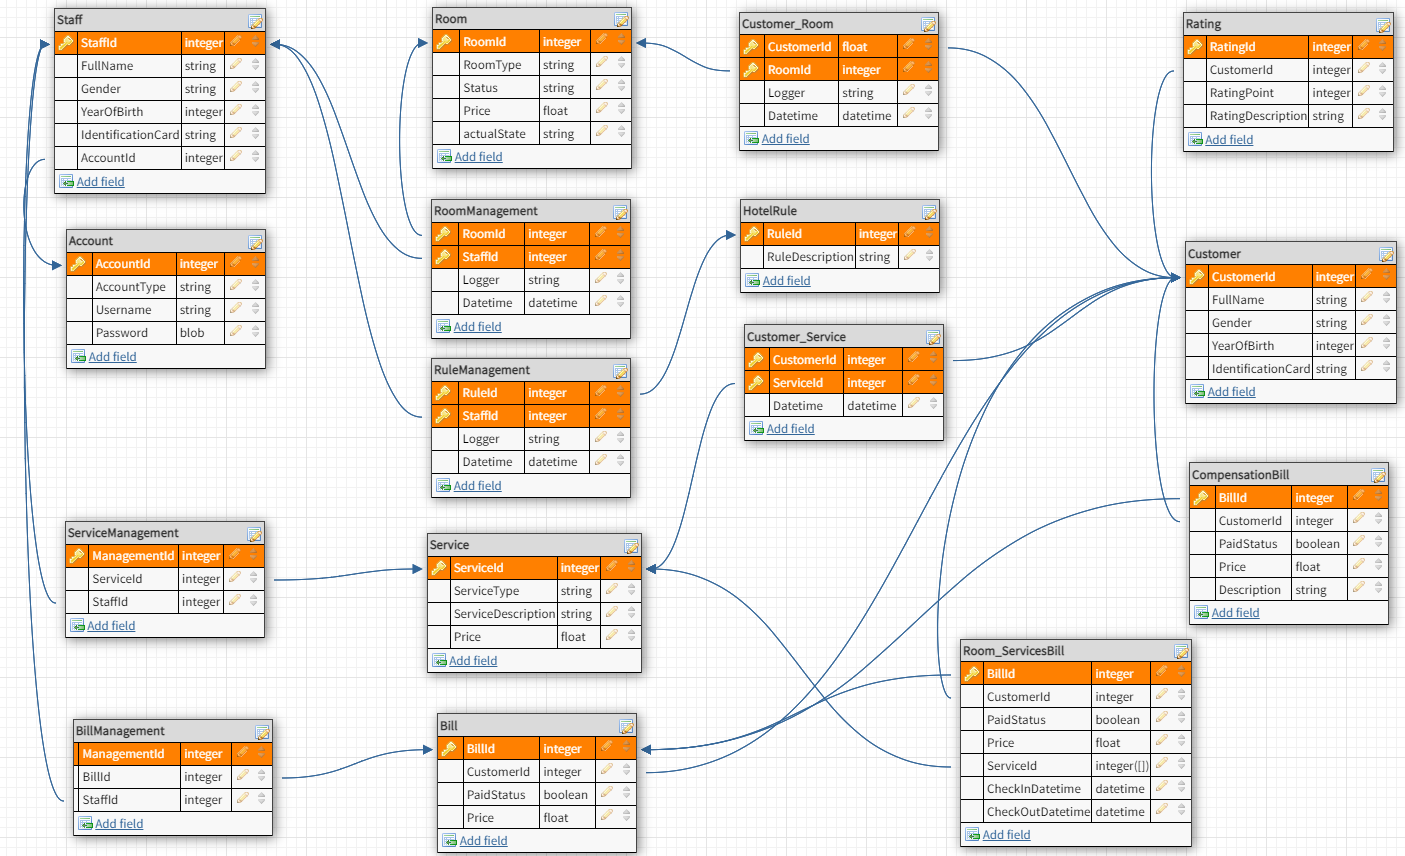 Staff
StaffId integer
FullName string
Gender string
YearOfBirth integer
IdentificationCard string
AccountId integer
Add field
Account
AccountId integer
AccountType string
Username string
Password blob
Add field
ServiceManagement
ManagementId integer
ServiceId integer
StaffId integer
Add field
BillManagement
ManagementId integer
BillId integer
StaffId integer
Add field
Room
RoomId integer
RoomType string
Status string
Price float
actualState string
Add field
RoomManagement
RoomId integer
StaffId integer
Logger string
Datetime datetime
Add field
RuleManagement
RuleId integer
StaffId integer
Logger string
Datetime datetime
Add field
Service
ServiceId integer
ServiceType string
ServiceDescription string
Price float
Add field
Bill
BillId integer
CustomerId integer
PaidStatus boolean
Price float
Add field
Customer_Room
CustomerId float
RoomId integer
Logger string
Datetime datetime
Add field
HotelRule
RuleId integer
RuleDescription string
Add field
Customer_Service
CustomerId integer
ServiceId integer
Datetime datetime
Add field
Room_ServicesBill
BillId integer
CustomerId integer
PaidStatus boolean
Price float
ServiceId integer([])
CheckInDatetime datetime
CheckOutDatetime datetime
Add field
Rating
RatingId integer
CustomerId integer
RatingPoint integer
RatingDescription string
Add field
Customer
CustomerId integer
FullName string
Gender string
YearOfBirth integer
IdentificationCard string
Add field
CompensationBill
BillId integer
CustomerId integer
PaidStatus boolean
Price float
Description string
Add field